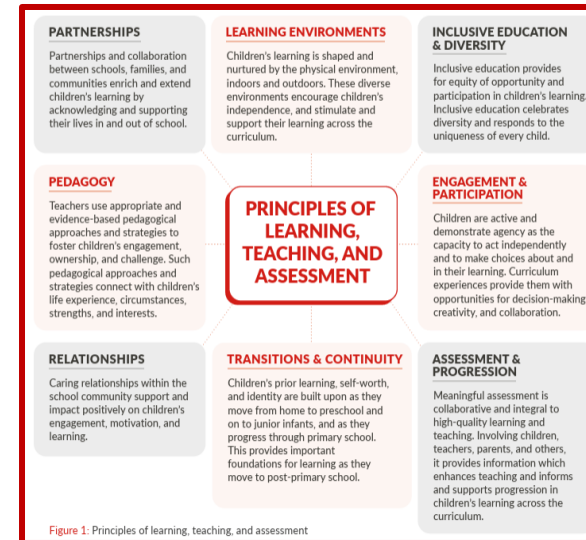 PARTNERSHIPS
Partnerships and collaboration
between schools, families, and
communities enrich and extend
children's learning by
acknowledging and supporting
their lives in and out of school.
LEARNING ENVIRONMENTS
Children's learning is shaped and
nurtured by the physical environment,
indoors and outdoors. These diverse
environments encourage children's
independence, and stimulate and
support their learning across the
curriculum.
INCLUSIVE EDUCATION
& DIVERSITY
Inclusive education provides
for equity of opportunity and
participation in children's learning.
Inclusive education celebrates
diversity and responds to the
uniqueness of every child.
PEDAGOGY
Teachers use appropriate and
evidence-based pedagogical
approaches and strategies to
foster children's engagement,
ownership, and challenge. Such
pedagogical approaches and
strategies connect with children's
life experience, circumstances,
strengths, and interests.
PRINCIPLES OF
LEARNING,
TEACHING, AND
ASSESSMENT
ENGAGEMENT &
PARTICIPATION
Children are active and
demonstrate agency as the
capacity to act independently
and to make choices about and
in their learning. Curriculum
experiences provide them with
opportunities for decision-making,
creativity, and collaboration.
RELATIONSHIPS
Caring relationships within the
school community support and
impact positively on children's
engagement, motivation, and
learning.
TRANSITIONS & CONTINUITY
Children's prior learning, self-worth,
and identity are built upon as they
move from home to preschool and
on to junior infants, and as they
progress through primary school.
This provides important
foundations for learning as they
move to post-primary school.
ASSESSMENT &
PROGRESSION
Meaningful assessment is
collaborative and integral to
high-quality learning and
teaching. Involving children,
teachers, parents, and others,
it provides information which
enhances teaching and informs
and supports progression in
children's learning across the
curriculum.
Figure 1: Principles of learning, teaching, and assessment